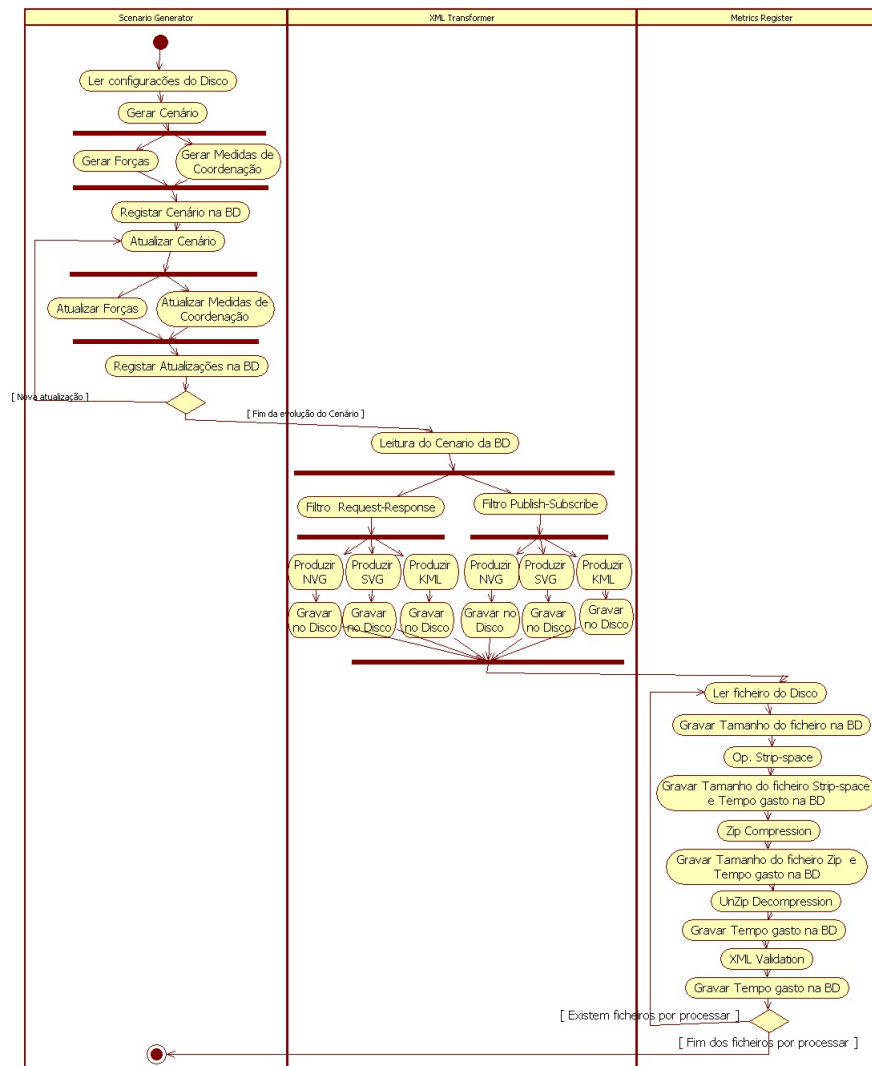 Scenario Generator
XML Transformer
Metrics Register
Ler configuracões do Disco
Gerar Cenário
Gerar Forças
Gerar Medidas de
Coordenação
Registar Cenário na BD
Atualizar Cenário
Atualizar Forças
Atualizar Medidas de
Coordenação
Registar Atualizações na BD
[ Nova atualização ]
[ Fim da evolução do Cenário ]
Leitura do Cenario da BD
Filtro Request-Response
Filtro Publish-Subscribe
Produzir
NVG
Produzir
SVG
Produzir
KML
Produzir
NVG
Produzir
SVG
Produzir
KML
Gravar
no Disco
Gravar
no Disco
Gravar
no Disco
Gravar no
Disco
Gravar
no Disco
Gravar
no Disco
Ler ficheiro do Disco
Gravar Tamanho do ficheiro na BD
Op. Strip-space
Gravar Tamanho do ficheiro Strip-space
e Tempo gasto na BD
Zip Compression
Gravar Tamanho do ficheiro Zip e
Tempo gasto na BD
UnZip Decompression
Gravar Tempo gasto na BD
XML Validation
Gravar Tempo gasto na BD
[ Existem ficheiros por processar ]
[ Fim dos ficheiros por processar ]